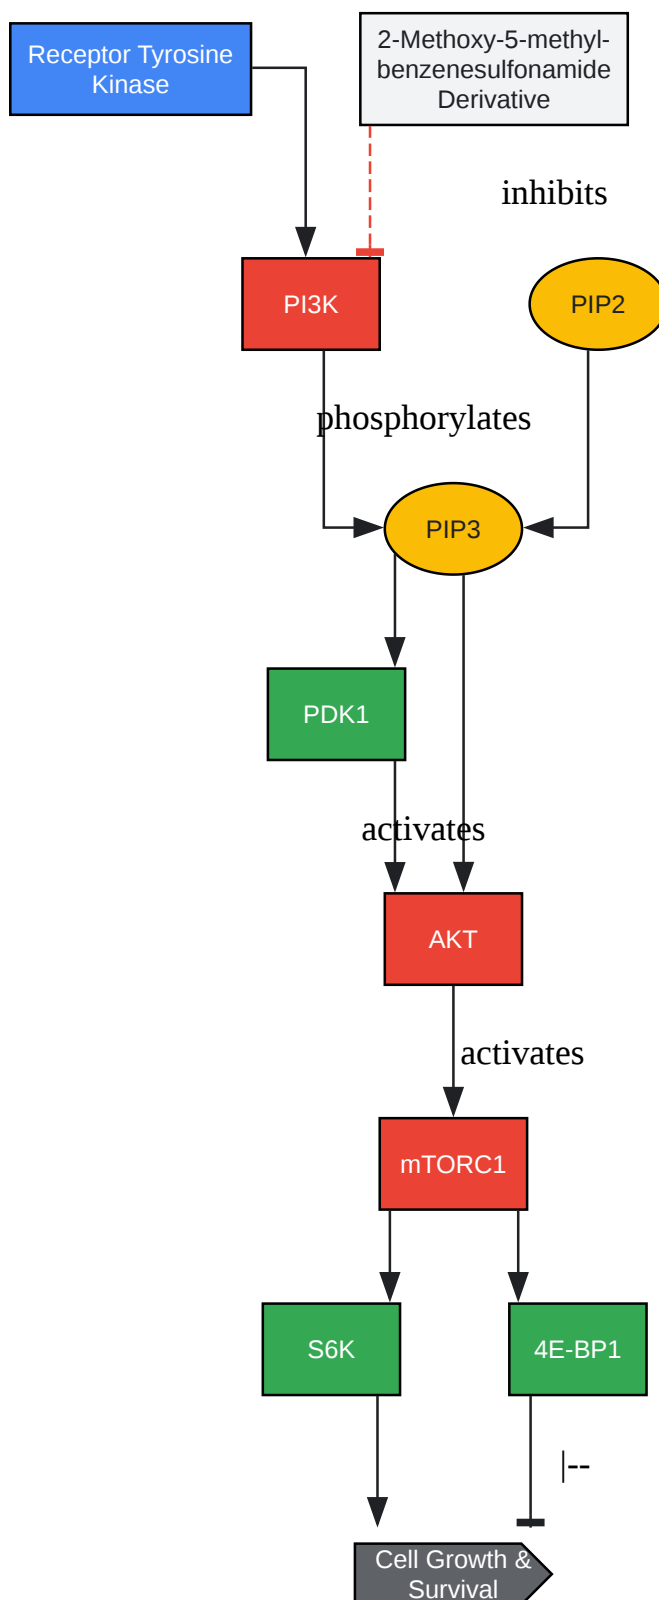 Receptor Tyrosine
Kinase
2-Methoxy-5-methyl-
benzenesulfonamide
Derivative
inhibits
PI3K
PIP2
phosphorylates
PIP3
PDK1
activates
AKT
activates
mTORC1
S6K
4E-BP1
|--
Cell Growth &
Survival